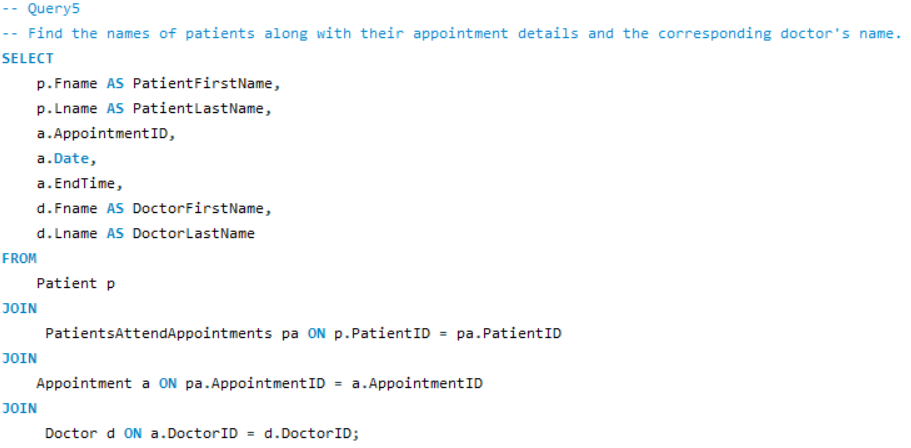 -- Query5
-- Find the names of patients along with their appointment details and the corresponding doctor's name.
SELECT
    p.Fname AS PatientFirstName,
    p.Lname AS PatientLastName,
    a.AppointmentID,
    a.Date,
    a.EndTime,
    d.Fname AS DoctorFirstName,
    d.Lname AS DoctorLastName
FROM
    Patient p
JOIN
     PatientsAttendAppointments pa ON p.PatientID = pa.PatientID
JOIN
    Appointment a ON pa.AppointmentID = a.AppointmentID
JOIN
     Doctor d ON a.DoctorID = d.DoctorID;